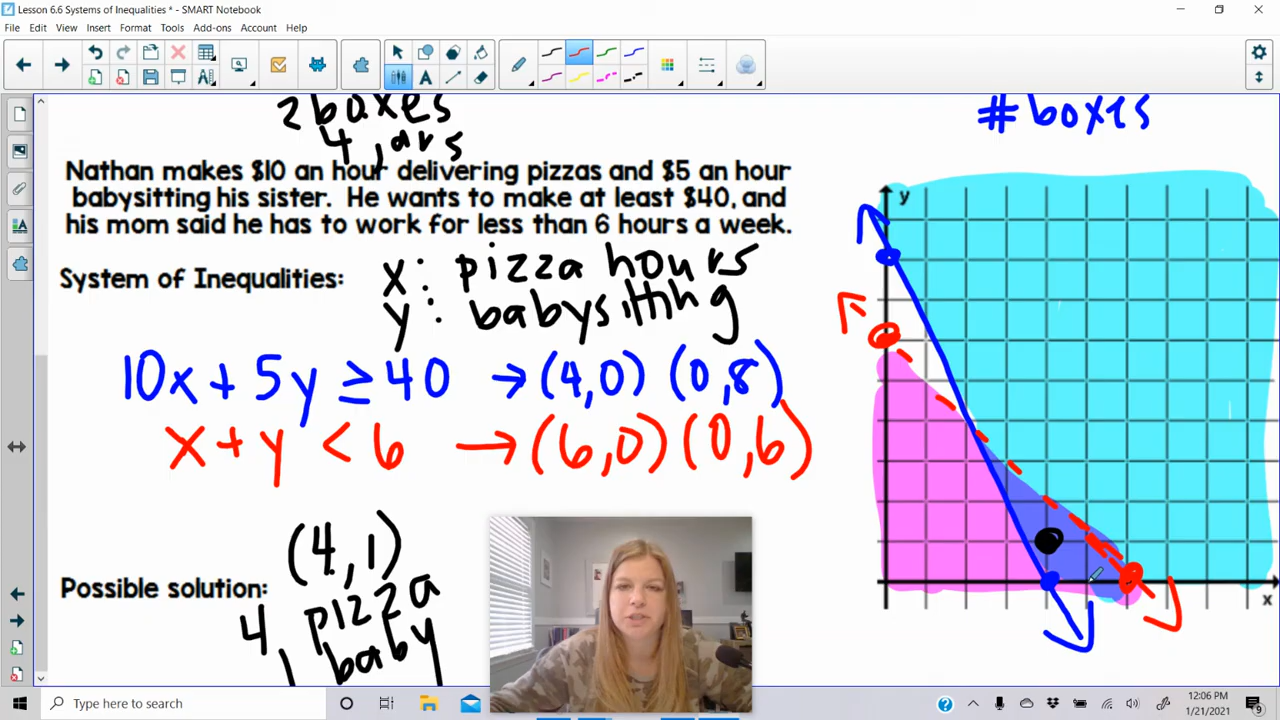 Lesson 6.6 Systems of Inequalities * - SMART Notebook
File Edit View Insert Format Tools Add-ons Account Help
2 boxes
4 jars
# boxes
Nathan makes $10 an hour delivering pizzas and $5 an hour
babysitting his sister. He wants to make at least $40, and
his mom said he has to work for less than 6 hours a week.
System of Inequalities:
x: pizza hours
y: babysitting
10x + 5y ≥ 40 → (4,0) (0,8)
x + y < 6 → (6,0) (0,6)
(4,1)
Possible solution:
4 pizza
1 baby
y
x
Type here to search
12:06 PM
1/21/2021
9